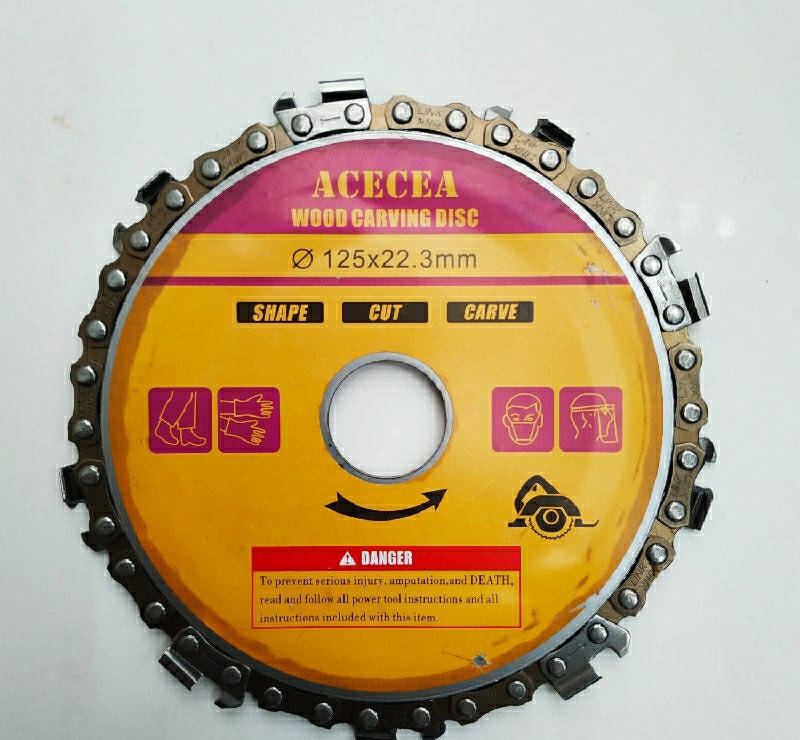 ACECEA
WOOD CARVING DISC
Ø 125x22.3mm
SHAPE CUT CARVE
DANGER
To prevent serious injury, amputation,and DEATH,
read and follow all power tool instructions and all
instructions included with this item.